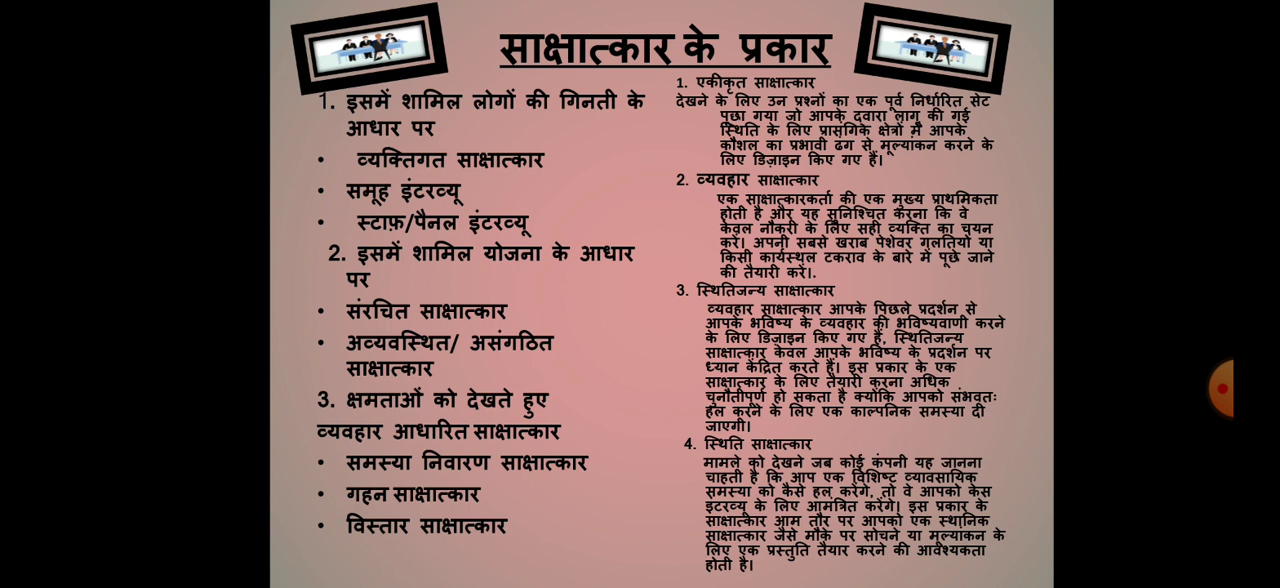 साक्षात्कार के प्रकार
1. इसमें शामिल लोगों की गिनती के
आधार पर
• व्यक्तिगत साक्षात्कार
• समूह इंटरव्यू
• स्टाफ़/पैनल इंटरव्यू
2. इसमें शामिल योजना के आधार
पर
• संरचित साक्षात्कार
• अव्यवस्थित/ असंगठित
साक्षात्कार
3. क्षमताओं को देखते हुए
व्यवहार आधारित साक्षात्कार
• समस्या निवारण साक्षात्कार
• गहन साक्षात्कार
• विस्तार साक्षात्कार
1. एकीकृत साक्षात्कार
देखने के लिए उन प्रश्नों का एक पूर्व निर्धारित सेट
पूछा गया जो आपके द्वारा लागू की गई
स्थिति के लिए प्रासंगिक क्षेत्रों में आपके
कौशल का प्रभावी ढंग से मूल्यांकन करने के
लिए डिज़ाइन किए गए हैं।
2. व्यवहार साक्षात्कार
एक साक्षात्कारकर्ता की एक मुख्य प्राथमिकता
होती है और यह सुनिश्चित करना कि वे
केवल नौकरी के लिए सही व्यक्ति का चयन
करें। अपनी सबसे खराब पेशेवर गलतियों या
किसी कार्यस्थल टकराव के बारे में पूछे जाने
की तैयारी करें।.
3. स्थितिजन्य साक्षात्कार
व्यवहार साक्षात्कार आपके पिछले प्रदर्शन से
आपके भविष्य के व्यवहार की भविष्यवाणी करने
के लिए डिज़ाइन किए गए हैं, स्थितिजन्य
साक्षात्कार केवल आपके भविष्य के प्रदर्शन पर
ध्यान केंद्रित करते हैं। इस प्रकार के एक
साक्षात्कार के लिए तैयारी करना अधिक
चुनौतीपूर्ण हो सकता है क्योंकि आपको संभवतः
हल करने के लिए एक काल्पनिक समस्या दी
जाएगी।
4. स्थिति साक्षात्कार
मामले को देखने जब कोई कंपनी यह जानना
चाहती है कि आप एक विशिष्ट व्यावसायिक
समस्या को कैसे हल करेंगे, तो वे आपको केस
इंटरव्यू के लिए आमंत्रित करेंगे। इस प्रकार के
साक्षात्कार आम तौर पर आपको एक स्थानिक
साक्षात्कार जैसे मौके पर सोचने या मूल्यांकन के
लिए एक प्रस्तुति तैयार करने की आवश्यकता
होती है।